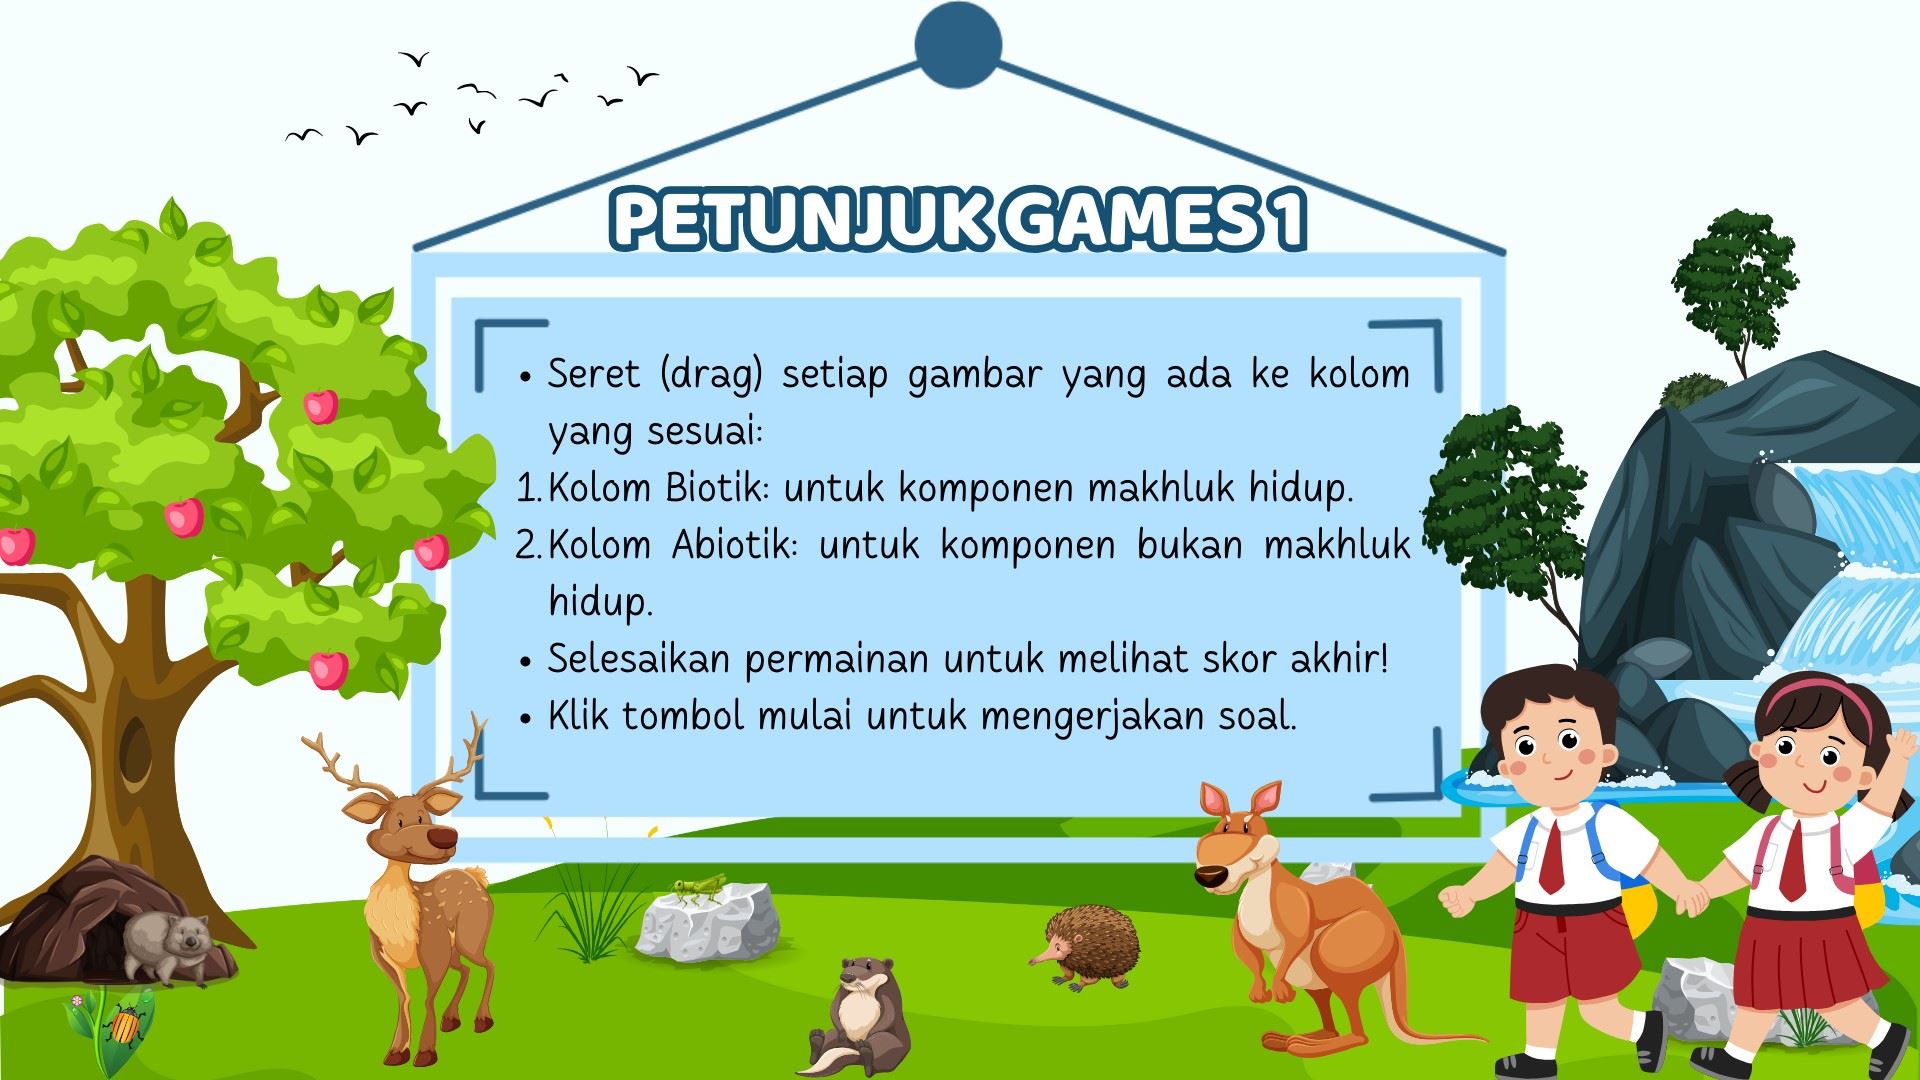 PETUNJUK GAMES 1
• Seret (drag) setiap gambar yang ada ke kolom
yang sesuai:
1. Kolom Biotik: untuk komponen makhluk hidup.
2. Kolom Abiotik: untuk komponen bukan makhluk
hidup.
• Selesaikan permainan untuk melihat skor akhir!
• Klik tombol mulai untuk mengerjakan soal.